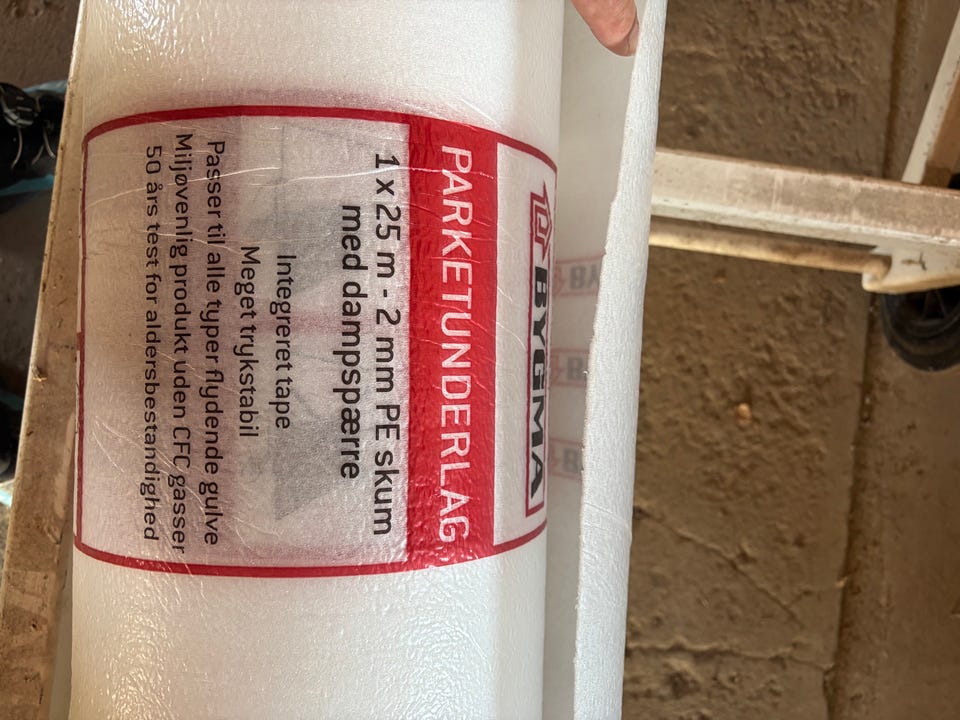 BYGMA
PARKETUNDERLAG
1 x 25 m - 2 mm PE skum
med dampspærre
Integreret tape
Meget trykstabil
Passer til alle typer flydende gulve
Miljøvenlig produkt uden CFC gasser
50 års test for aldersbestandighed